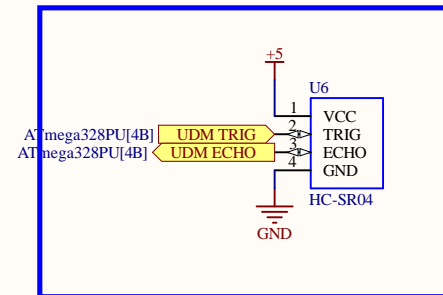 +5
U6
1 VCC
ATmega328PU[4B] UDM TRIG 2 TRIG
ATmega328PU[4B] UDM ECHO 3 ECHO
4 GND
HC-SR04
GND